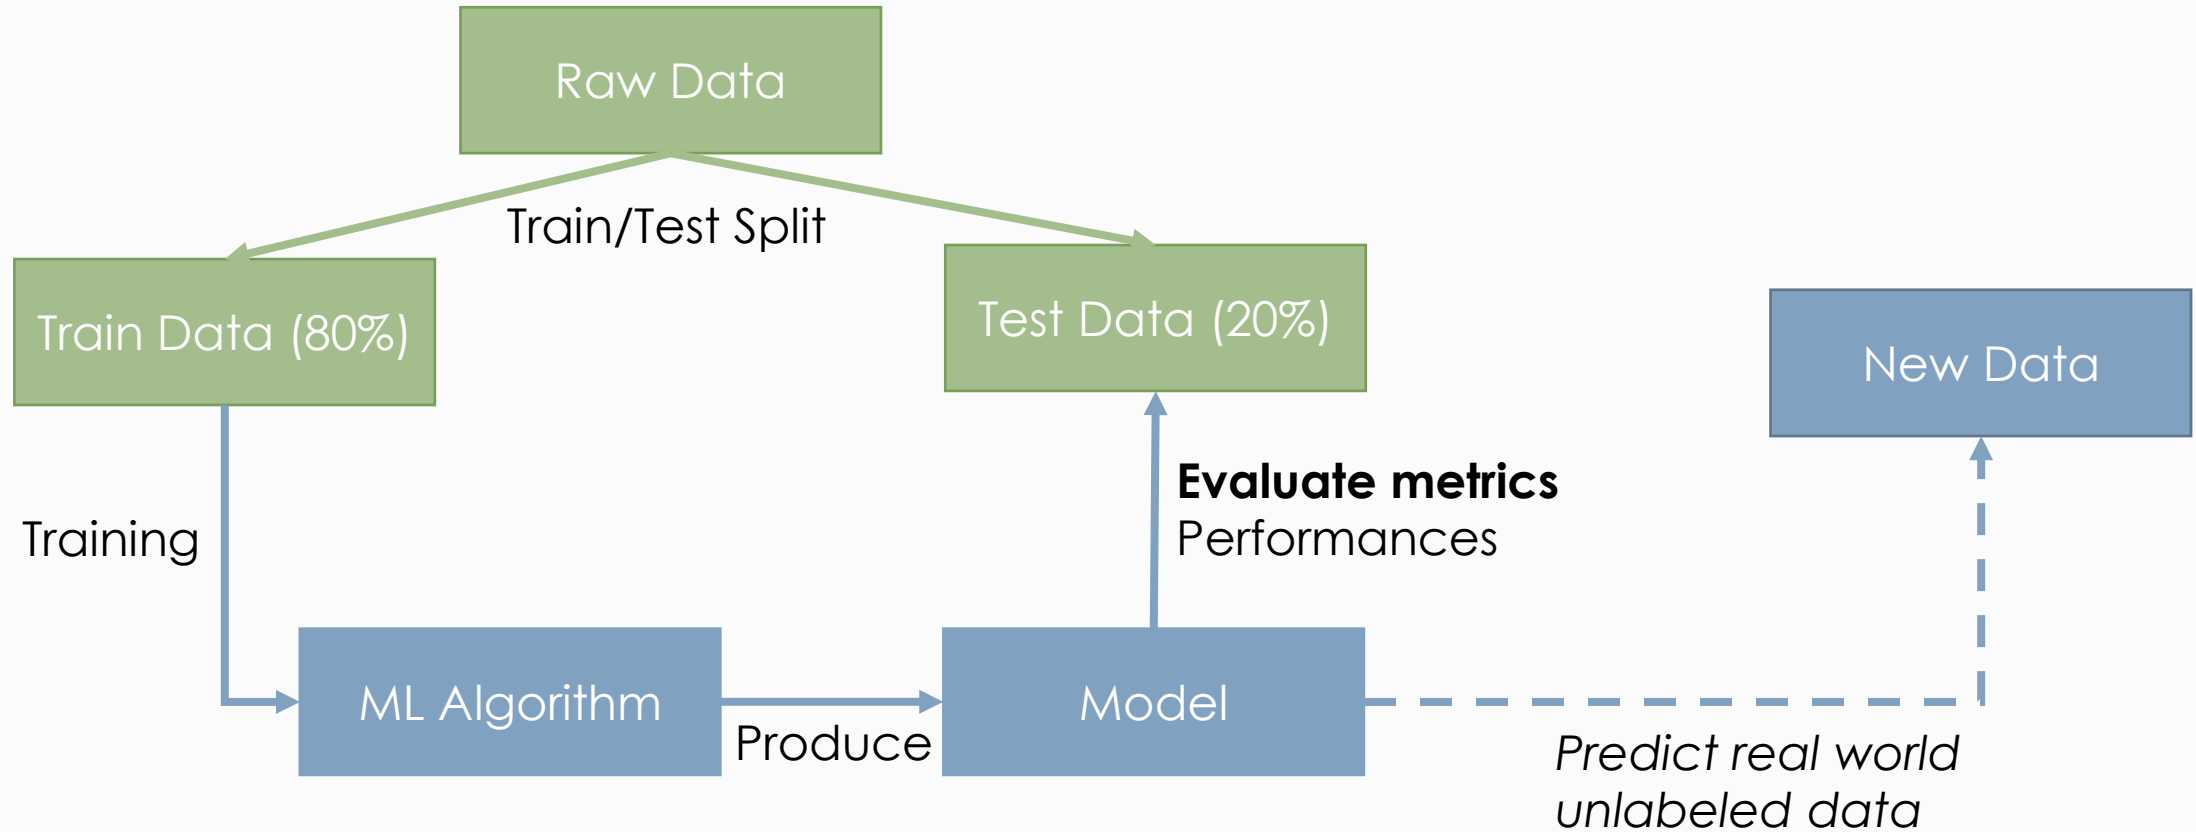 Raw Data
Train/Test Split
Train Data (80%)
Test Data (20%)
New Data
Evaluate metrics
Performances
Training
ML Algorithm
Produce
Model
Predict real world
unlabeled data